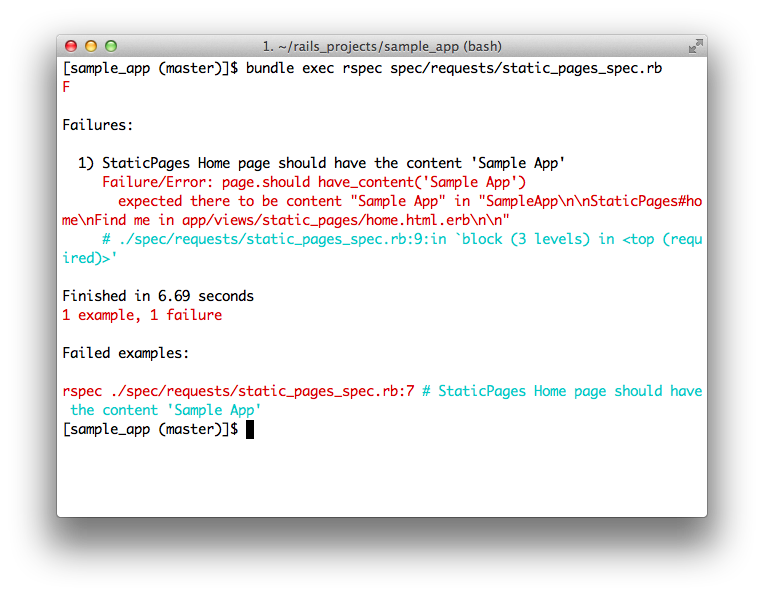 1. ~/rails_projects/sample_app (bash)
[sample_app (master)]$ bundle exec rspec spec/requests/static_pages_spec.rb
F
Failures:
1) StaticPages Home page should have the content 'Sample App'
Failure/Error: page.should have_content('Sample App')
expected there to be content "Sample App" in "SampleApp\n\nStaticPages#ho
me\nFind me in app/views/static_pages/home.html.erb\n\n"
# ./spec/requests/static_pages_spec.rb:9:in `block (3 levels) in <top (requ
ired)>'
Finished in 6.69 seconds
1 example, 1 failure
Failed examples:
rspec ./spec/requests/static_pages_spec.rb:7 # StaticPages Home page should have
the content 'Sample App'
[sample_app (master)]$